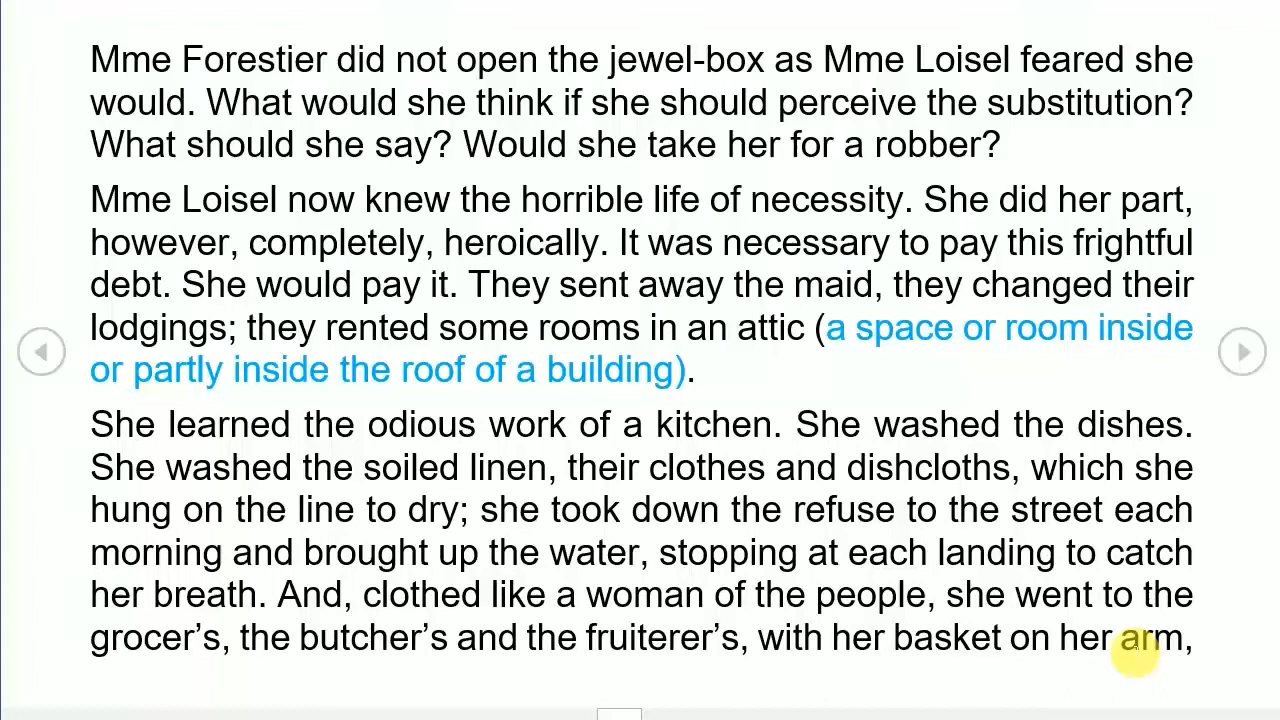 Mme Forestier did not open the jewel-box as Mme Loisel feared she
would. What would she think if she should perceive the substitution?
What should she say? Would she take her for a robber?
Mme Loisel now knew the horrible life of necessity. She did her part,
however, completely, heroically. It was necessary to pay this frightful
debt. She would pay it. They sent away the maid, they changed their
lodgings; they rented some rooms in an attic (a space or room inside
or partly inside the roof of a building).
She learned the odious work of a kitchen. She washed the dishes.
She washed the soiled linen, their clothes and dishcloths, which she
hung on the line to dry; she took down the refuse to the street each
morning and brought up the water, stopping at each landing to catch
her breath. And, clothed like a woman of the people, she went to the
grocer’s, the butcher’s and the fruiterer’s, with her basket on her arm,